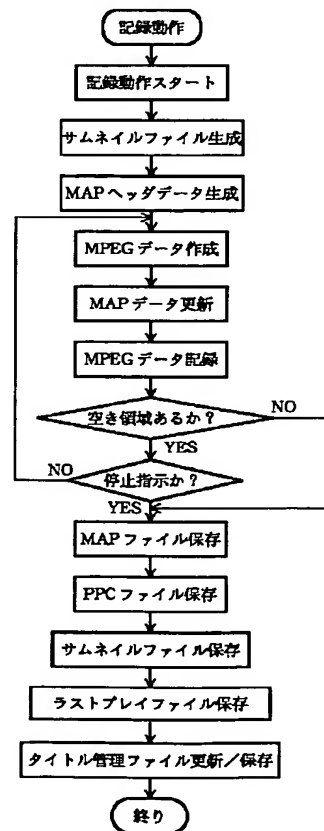 記録動作
記録動作スタート
サムネイルファイル生成
MAPヘッダデータ生成
MPEGデータ作成
MAPデータ更新
MPEGデータ記録
空き領域あるか?
NO
YES
停止指示か?
NO
YES
MAPファイル保存
PPCファイル保存
サムネイルファイル保存
ラストプレイファイル保存
タイトル管理ファイル更新/保存
終り